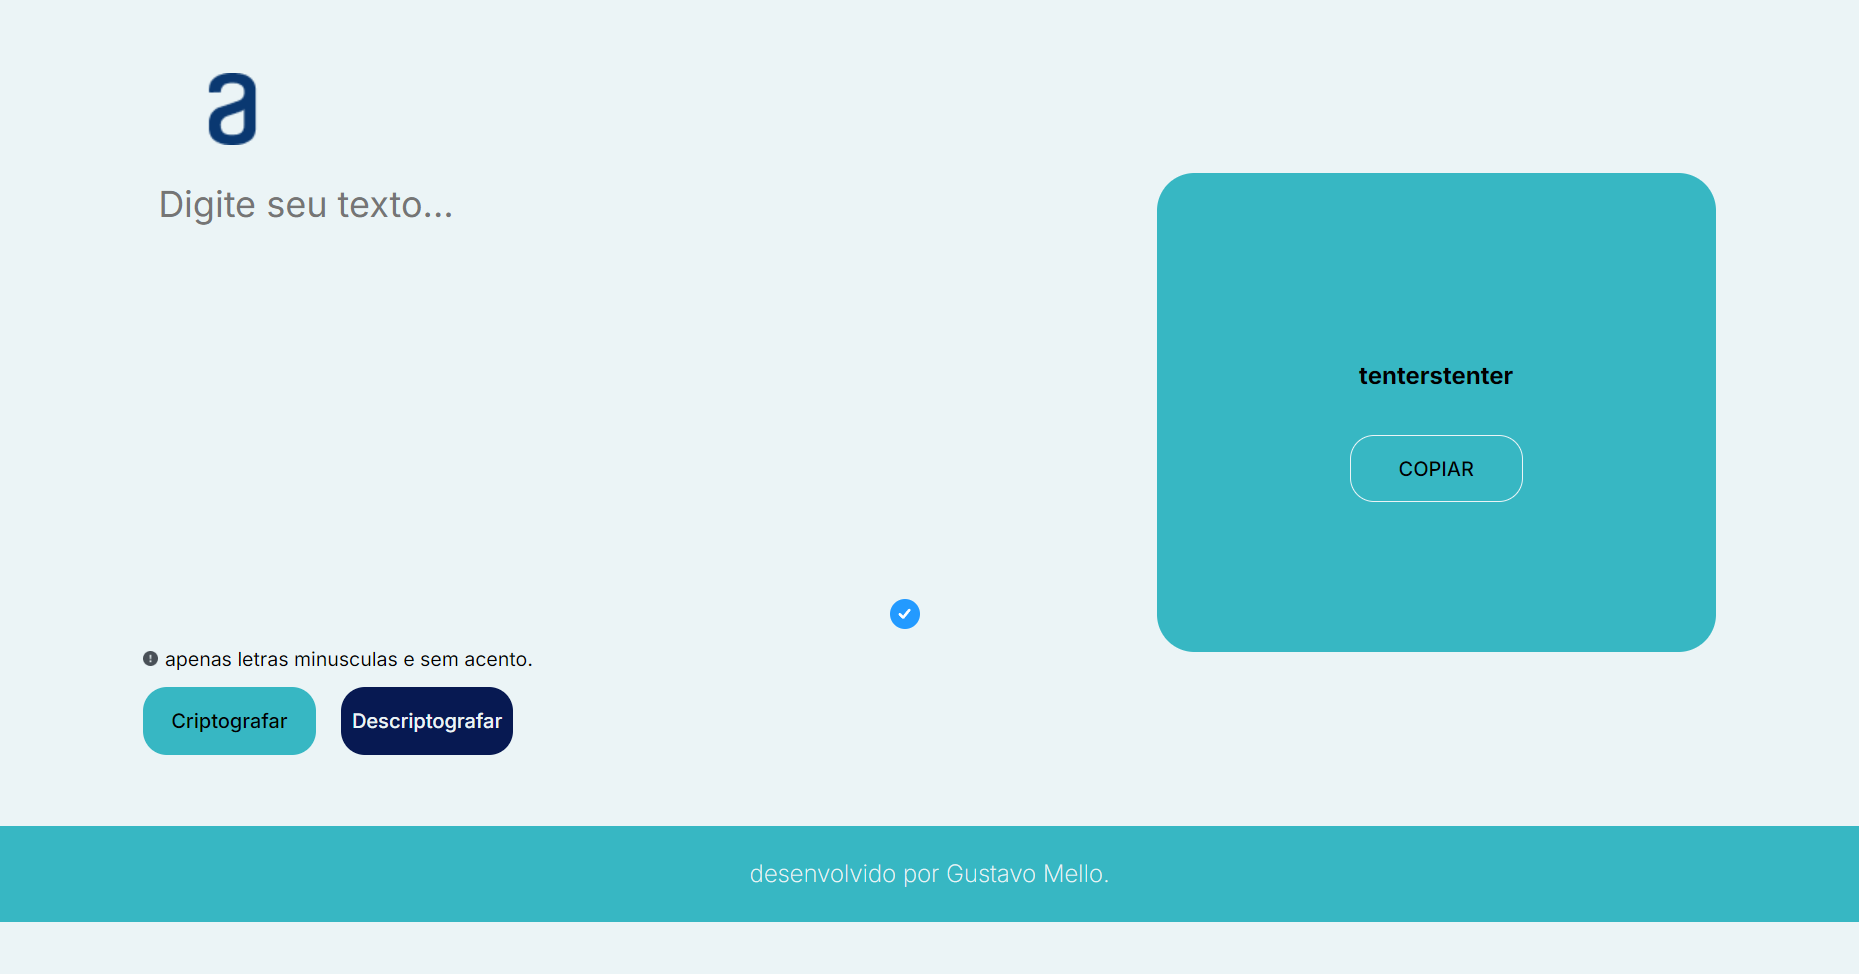 a
Digite seu texto...
tenterstenter
COPIAR
apenas letras minusculas e sem acento.
Criptografar
Descriptografar
desenvolvido por Gustavo Mello.